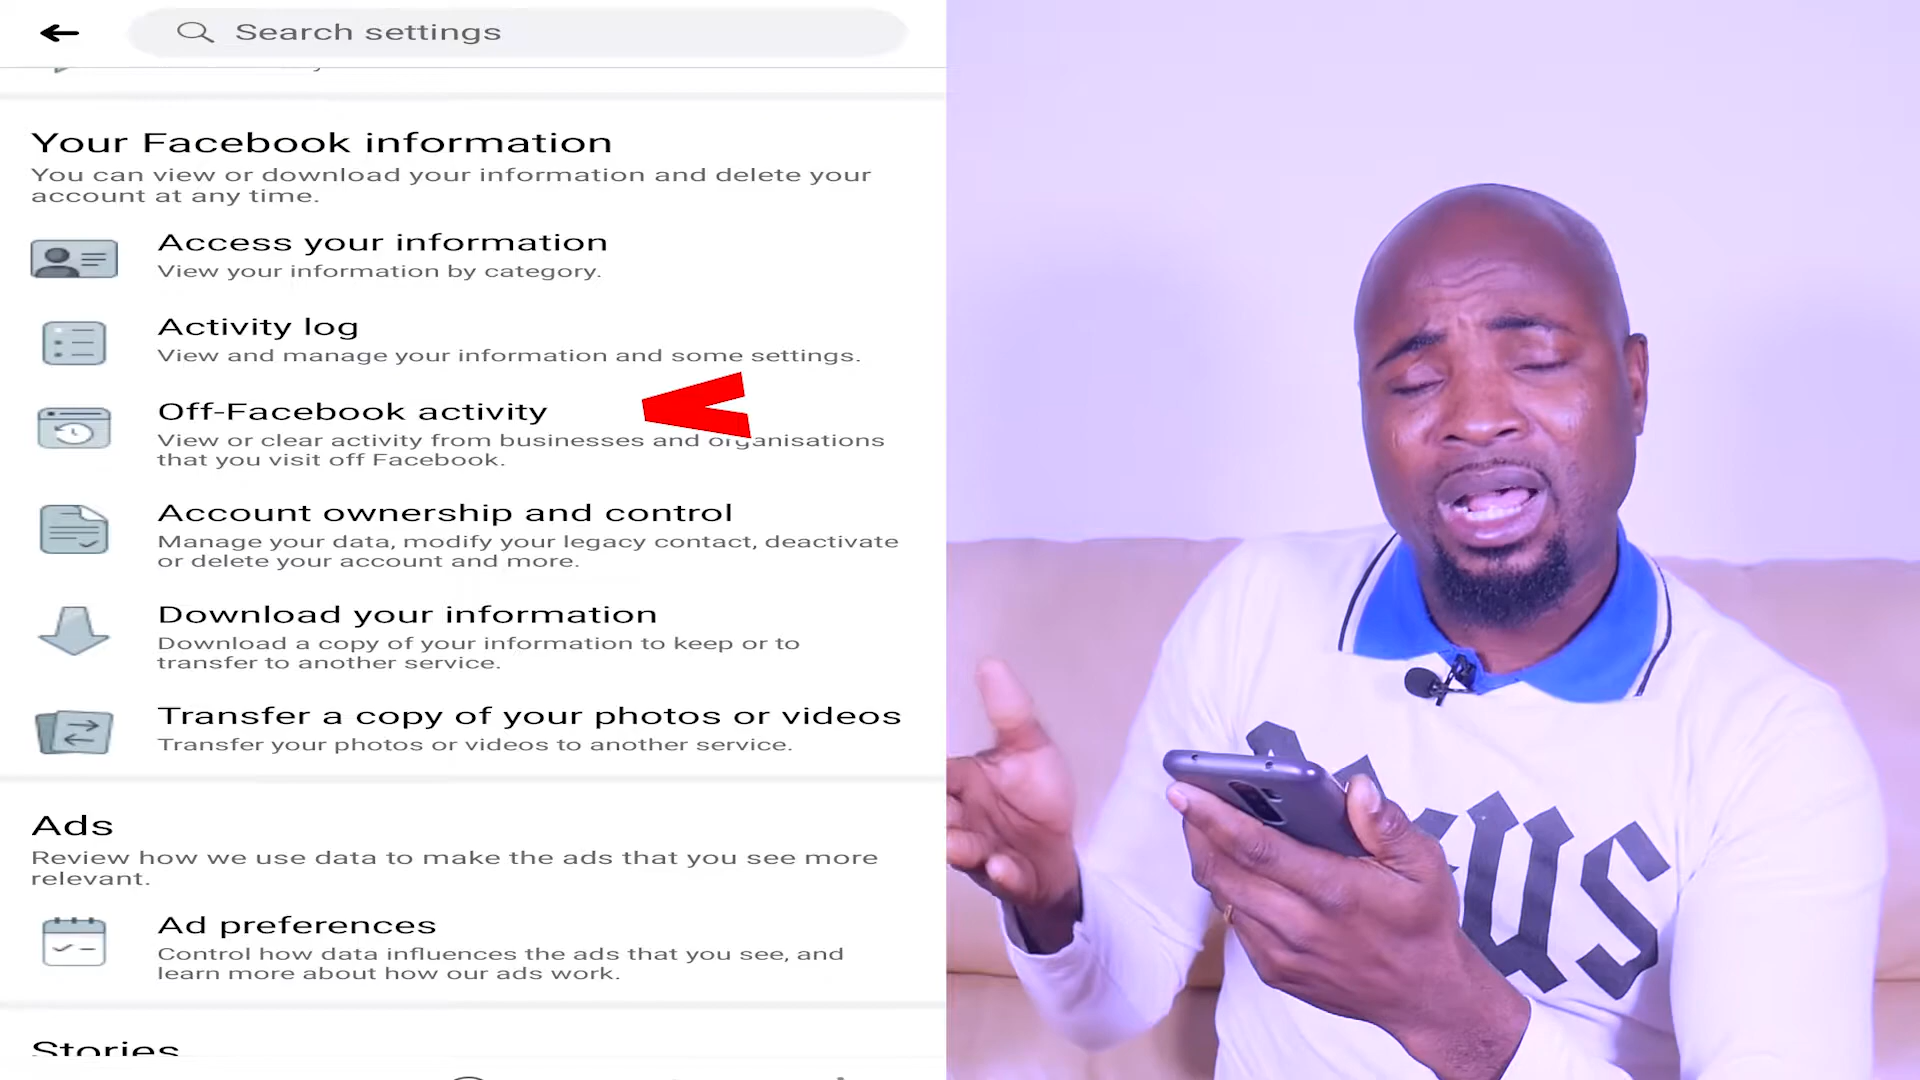 Search settings
Your Facebook information
You can view or download your information and delete your
account at any time.
Access your information
View your information by category.
Activity log
View and manage your information and some settings.
Off-Facebook activity
View or clear activity from businesses and organisations
that you visit off Facebook.
Account ownership and control
Manage your data, modify your legacy contact, deactivate
or delete your account and more.
Download your information
Download a copy of your information to keep or to
transfer to another service.
Transfer a copy of your photos or videos
Transfer your photos or videos to another service.
Ads
Review how we use data to make the ads that you see more
relevant.
Ad preferences
Control how data influences the ads that you see, and
learn more about how our ads work.
Stories